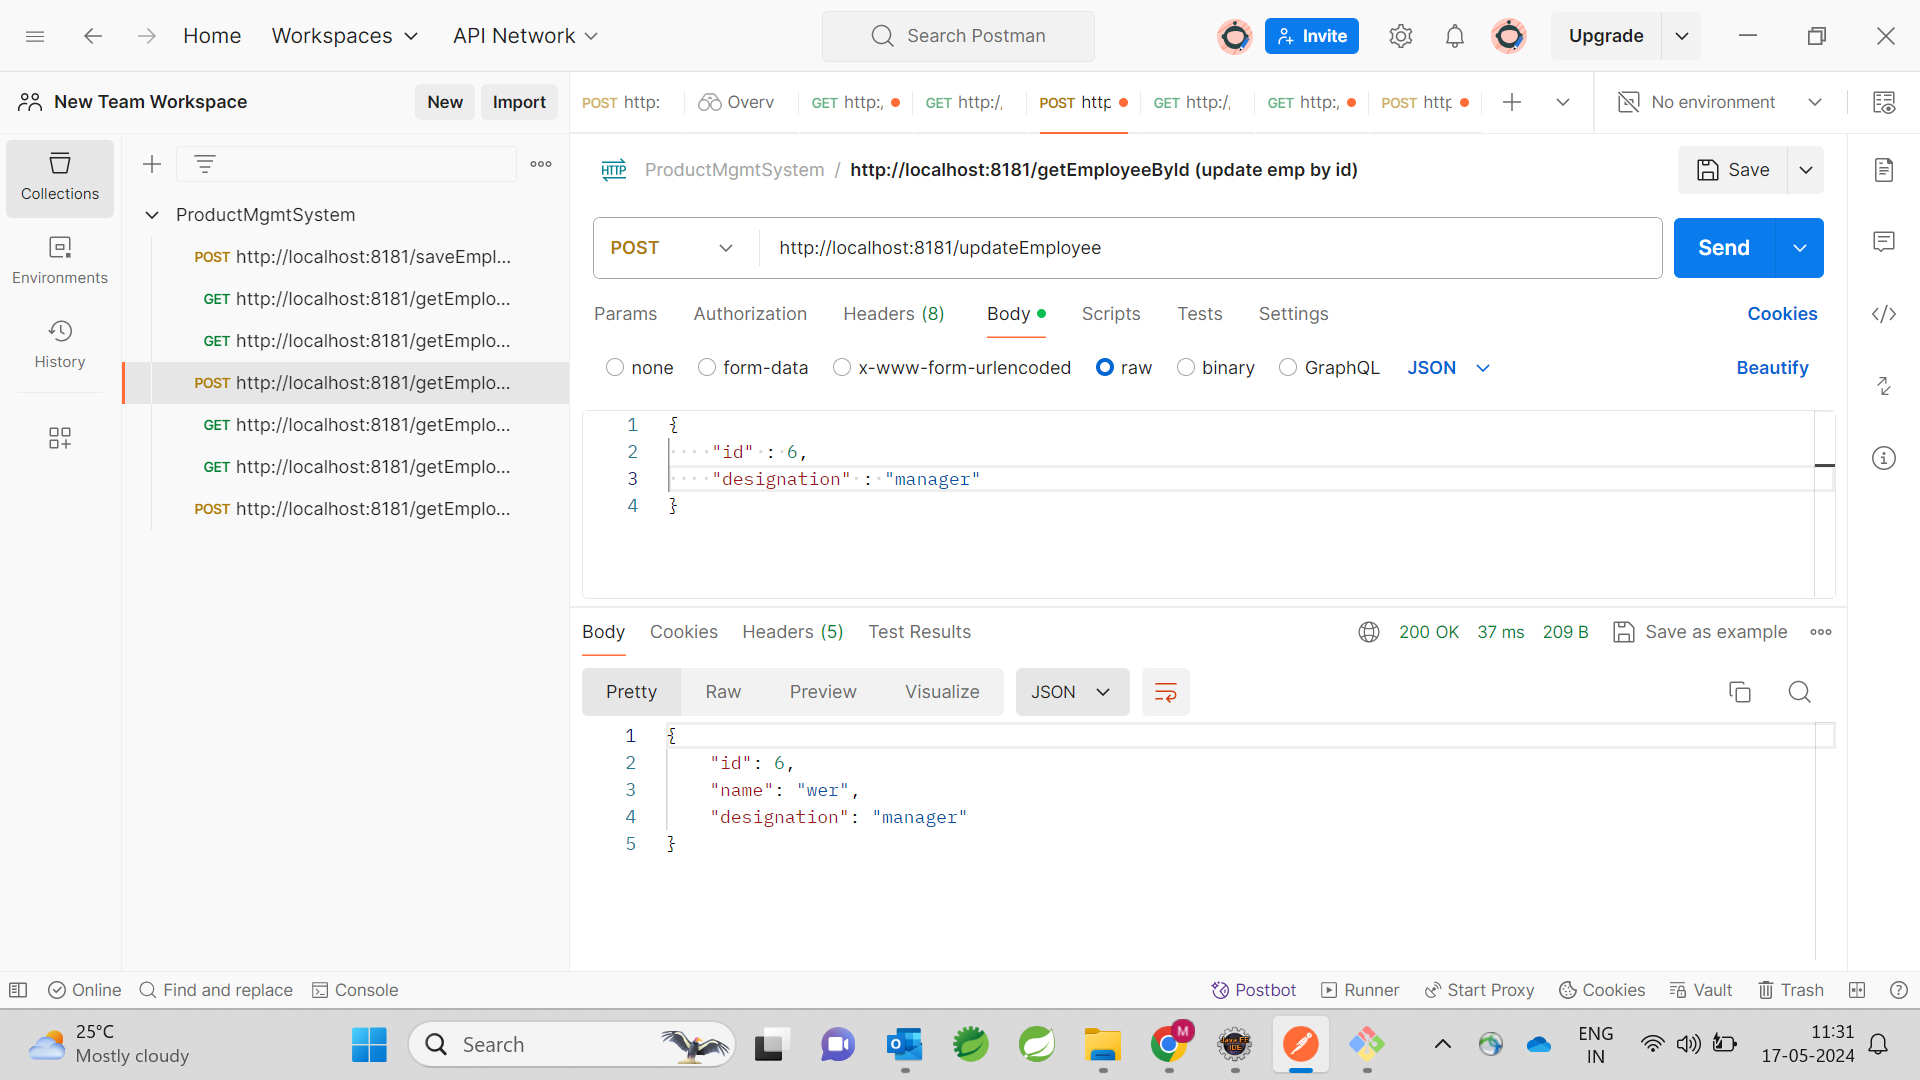 Home Workspaces API Network Search Postman Invite Upgrade
New Team Workspace New Import POST http: Overv GET http:, GET http:/, POST http GET http:/, GET http:, POST http No environment
Collections
Environments
History
ProductMgmtSystem
POST http://localhost:8181/saveEmpl...
GET http://localhost:8181/getEmplo...
GET http://localhost:8181/getEmplo...
POST http://localhost:8181/getEmplo...
GET http://localhost:8181/getEmplo...
GET http://localhost:8181/getEmplo...
POST http://localhost:8181/getEmplo...
HTTP ProductMgmtSystem / http://localhost:8181/getEmployeeById (update emp by id) Save
POST http://localhost:8181/updateEmployee Send
Params Authorization Headers (8) Body Scripts Tests Settings Cookies
none form-data x-www-form-urlencoded raw binary GraphQL JSON Beautify
1 {
2 "id" : 6,
3 "designation" : "manager"
4 }
Body Cookies Headers (5) Test Results 200 OK 37 ms 209 B Save as example
Pretty Raw Preview Visualize JSON
1 {
2 "id": 6,
3 "name": "wer",
4 "designation": "manager"
5 }
Online Find and replace Console Postbot Runner Start Proxy Cookies Vault Trash
25°C
Mostly cloudy
Search
M
Java EE
IDE
ENG
IN
11:31
17-05-2024